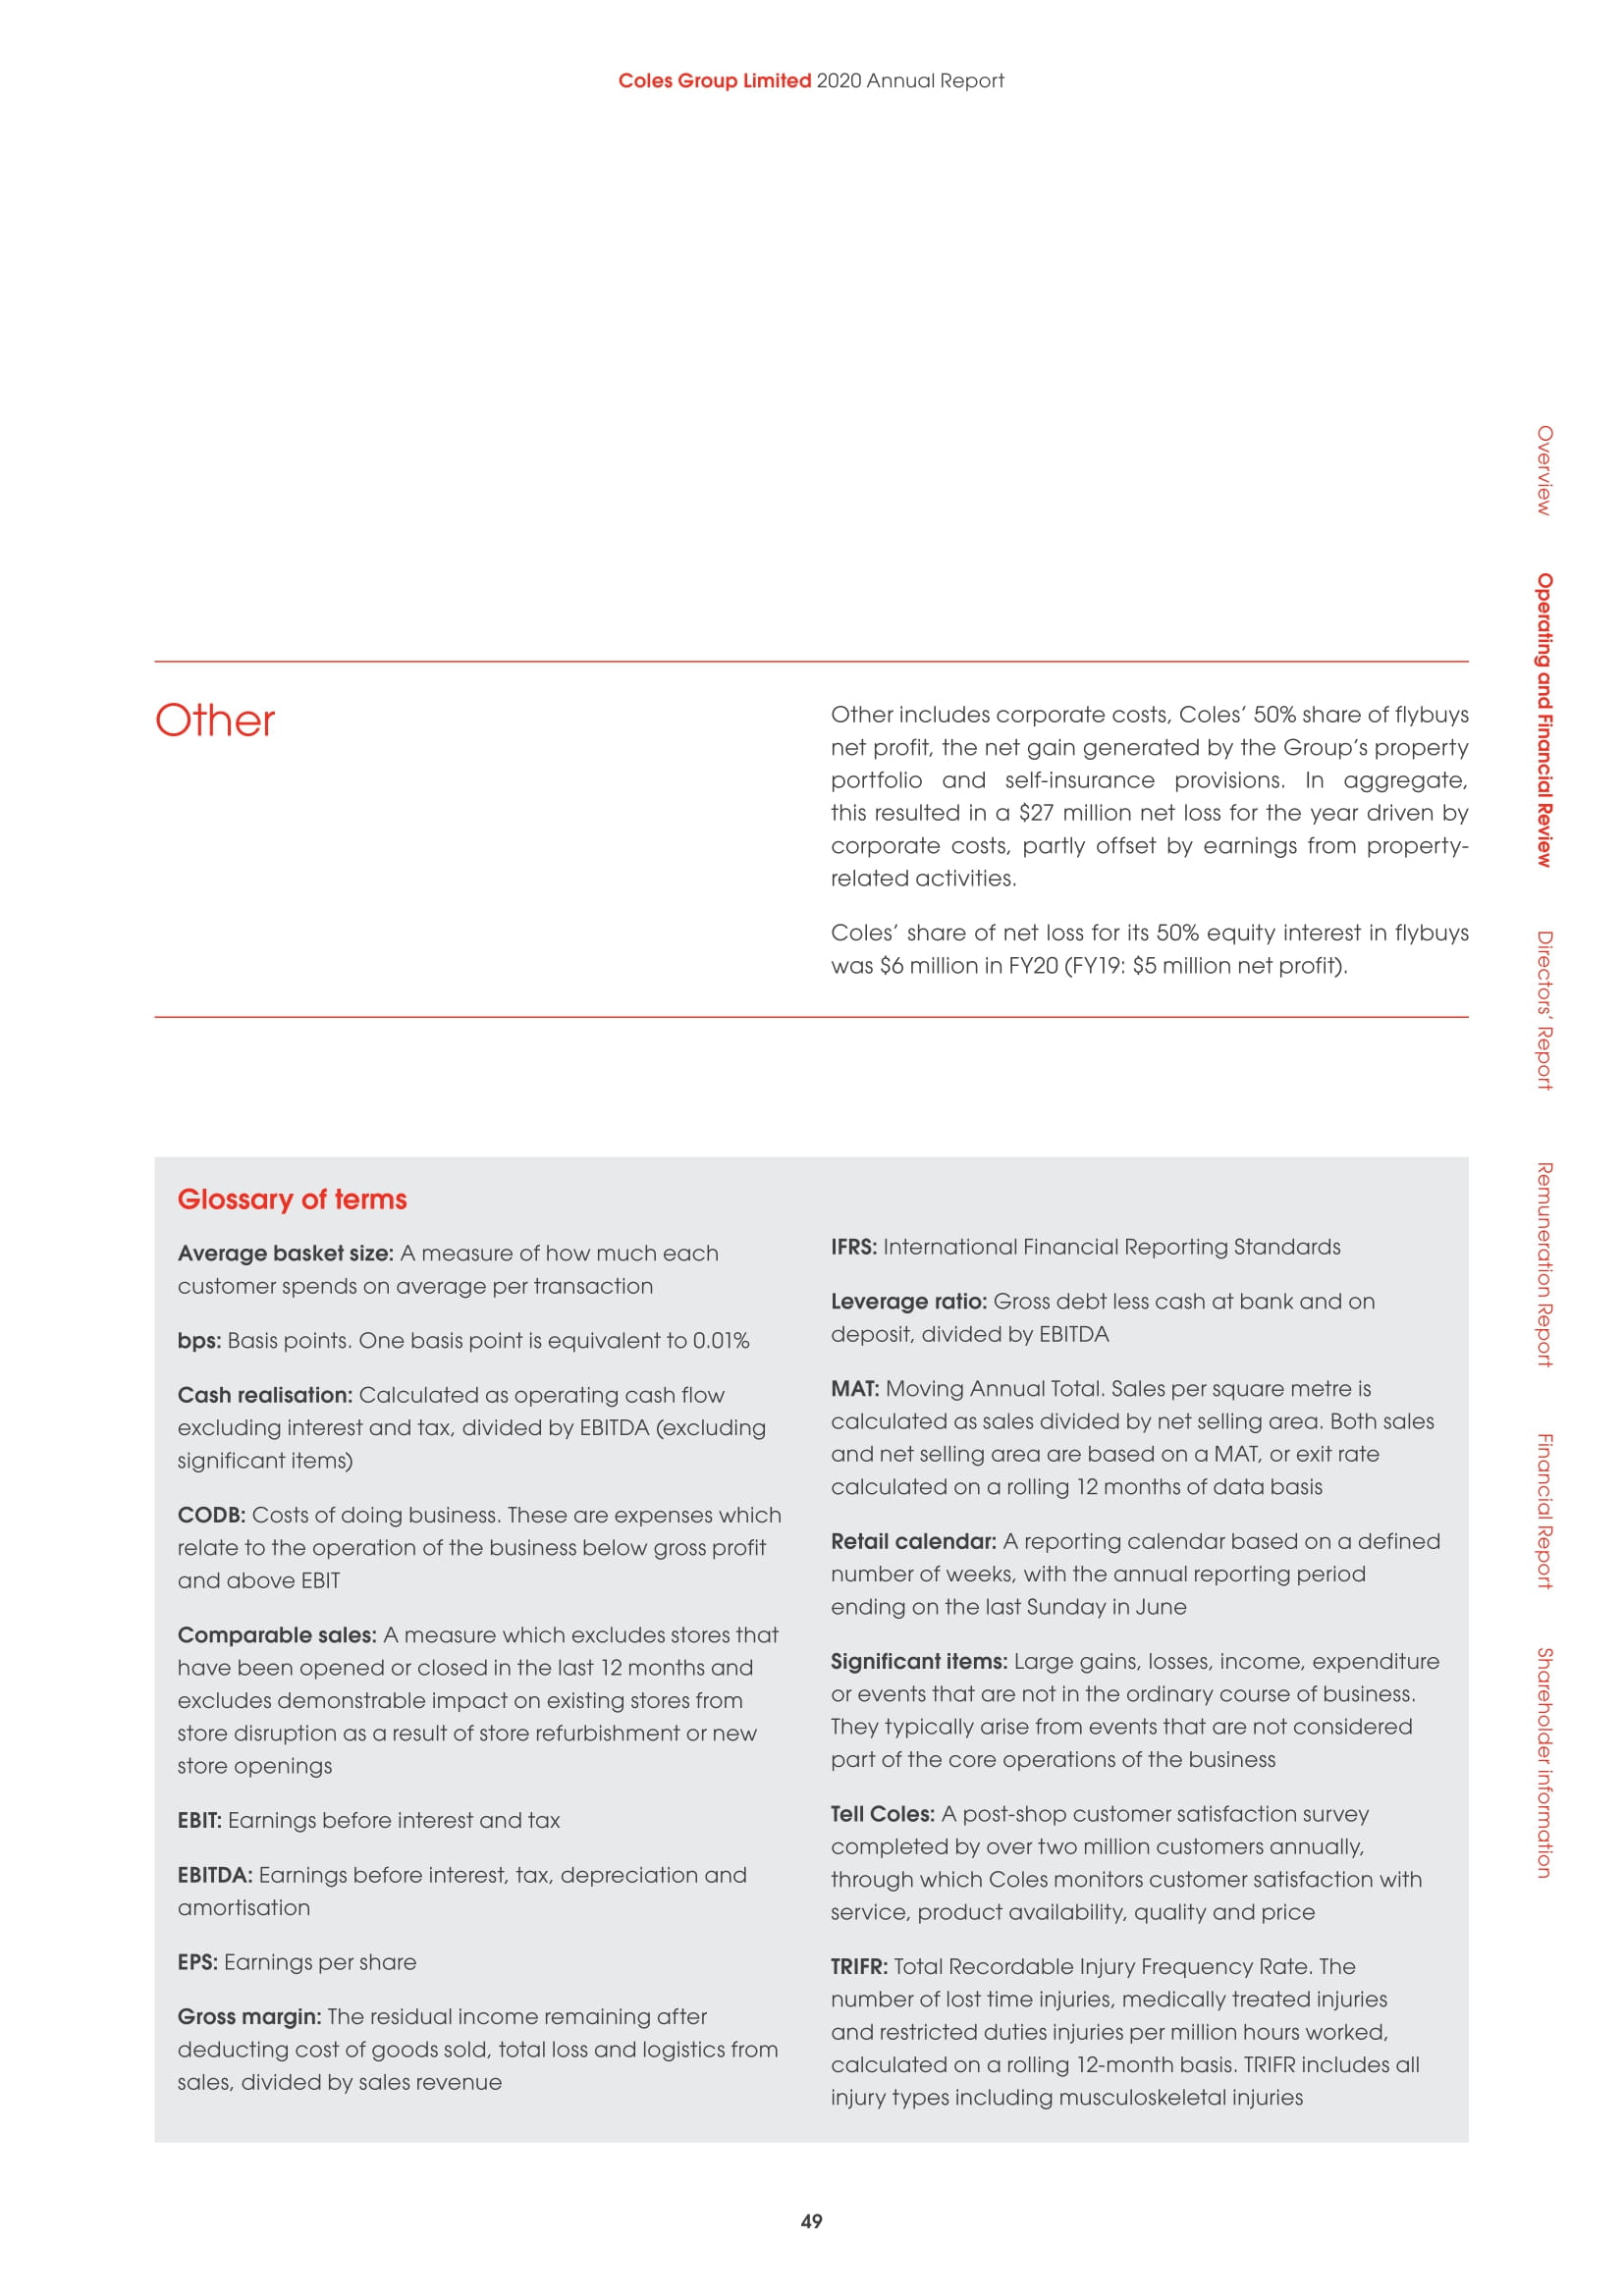 Coles Group Limited 2020 Annual Report
Other
Other includes corporate costs, Coles’ 50% share of flybuys
net profit, the net gain generated by the Group’s property
portfolio and self-insurance provisions. In aggregate,
this resulted in a $27 million net loss for the year driven by
corporate costs, partly offset by earnings from property-
related activities.
Coles’ share of net loss for its 50% equity interest in flybuys
was $6 million in FY20 (FY19: $5 million net profit).
Glossary of terms
Average basket size: A measure of how much each
customer spends on average per transaction
bps: Basis points. One basis point is equivalent to 0.01%
Cash realisation: Calculated as operating cash flow
excluding interest and tax, divided by EBITDA (excluding
significant items)
CODB: Costs of doing business. These are expenses which
relate to the operation of the business below gross profit
and above EBIT
Comparable sales: A measure which excludes stores that
have been opened or closed in the last 12 months and
excludes demonstrable impact on existing stores from
store disruption as a result of store refurbishment or new
store openings
EBIT: Earnings before interest and tax
EBITDA: Earnings before interest, tax, depreciation and
amortisation
EPS: Earnings per share
Gross margin: The residual income remaining after
deducting cost of goods sold, total loss and logistics from
sales, divided by sales revenue
IFRS: International Financial Reporting Standards
Leverage ratio: Gross debt less cash at bank and on
deposit, divided by EBITDA
MAT: Moving Annual Total. Sales per square metre is
calculated as sales divided by net selling area. Both sales
and net selling area are based on a MAT, or exit rate
calculated on a rolling 12 months of data basis
Retail calendar: A reporting calendar based on a defined
number of weeks, with the annual reporting period
ending on the last Sunday in June
Significant items: Large gains, losses, income, expenditure
or events that are not in the ordinary course of business.
They typically arise from events that are not considered
part of the core operations of the business
Tell Coles: A post-shop customer satisfaction survey
completed by over two million customers annually,
through which Coles monitors customer satisfaction with
service, product availability, quality and price
TRIFR: Total Recordable Injury Frequency Rate. The
number of lost time injuries, medically treated injuries
and restricted duties injuries per million hours worked,
calculated on a rolling 12-month basis. TRIFR includes all
injury types including musculoskeletal injuries
Overview
Operating and Financial Review
Directors’ Report
Remuneration Report
Financial Report
Shareholder information
49